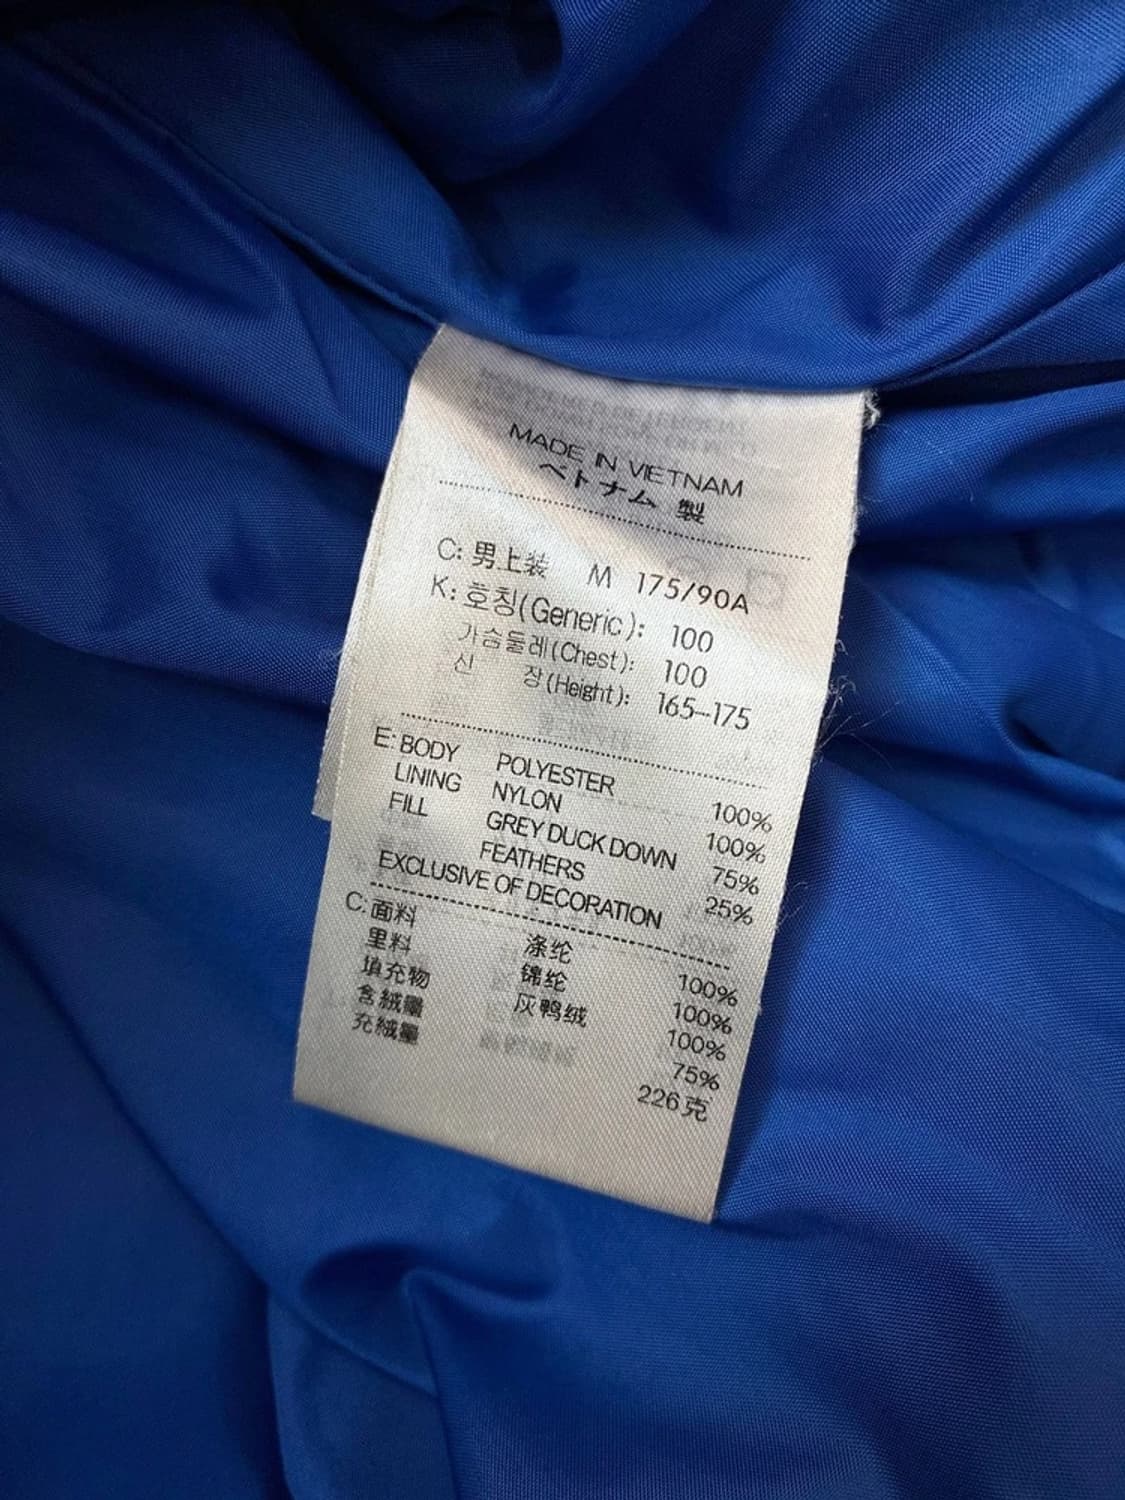 MADE IN VIETNAM
ベトナム 製
C: 男上装 M 175/90A
K: 호칭(Generic): 100
가슴둘레(Chest): 100
신 장(Height): 165-175
E: BODY POLYESTER 100%
LINING NYLON 100%
FILL GREY DUCK DOWN 75%
FEATHERS 25%
EXCLUSIVE OF DECORATION
C: 面料 涤纶 100%
里料 锦纶 100%
填充物 灰鸭绒 100%
含絨量 75%
充絨量 226克